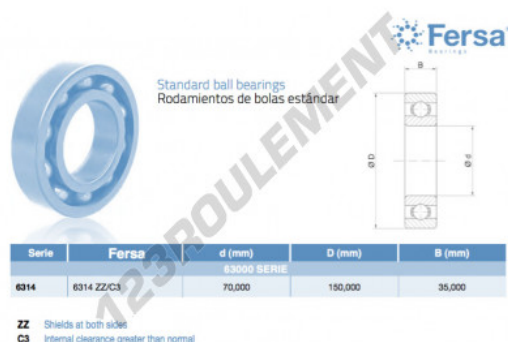 Fersa
Bearings
Standard ball bearings
Rodamientos de bolas estándar
B
Ø D
Ø d
123ROULEMENT
Serie Fersa d (mm) D (mm) B (mm)
63000 SERIE
6314 6314 ZZ/C3 70,000 150,000 35,000
ZZ Shields at both sides
C3 Internal clearance greater than normal